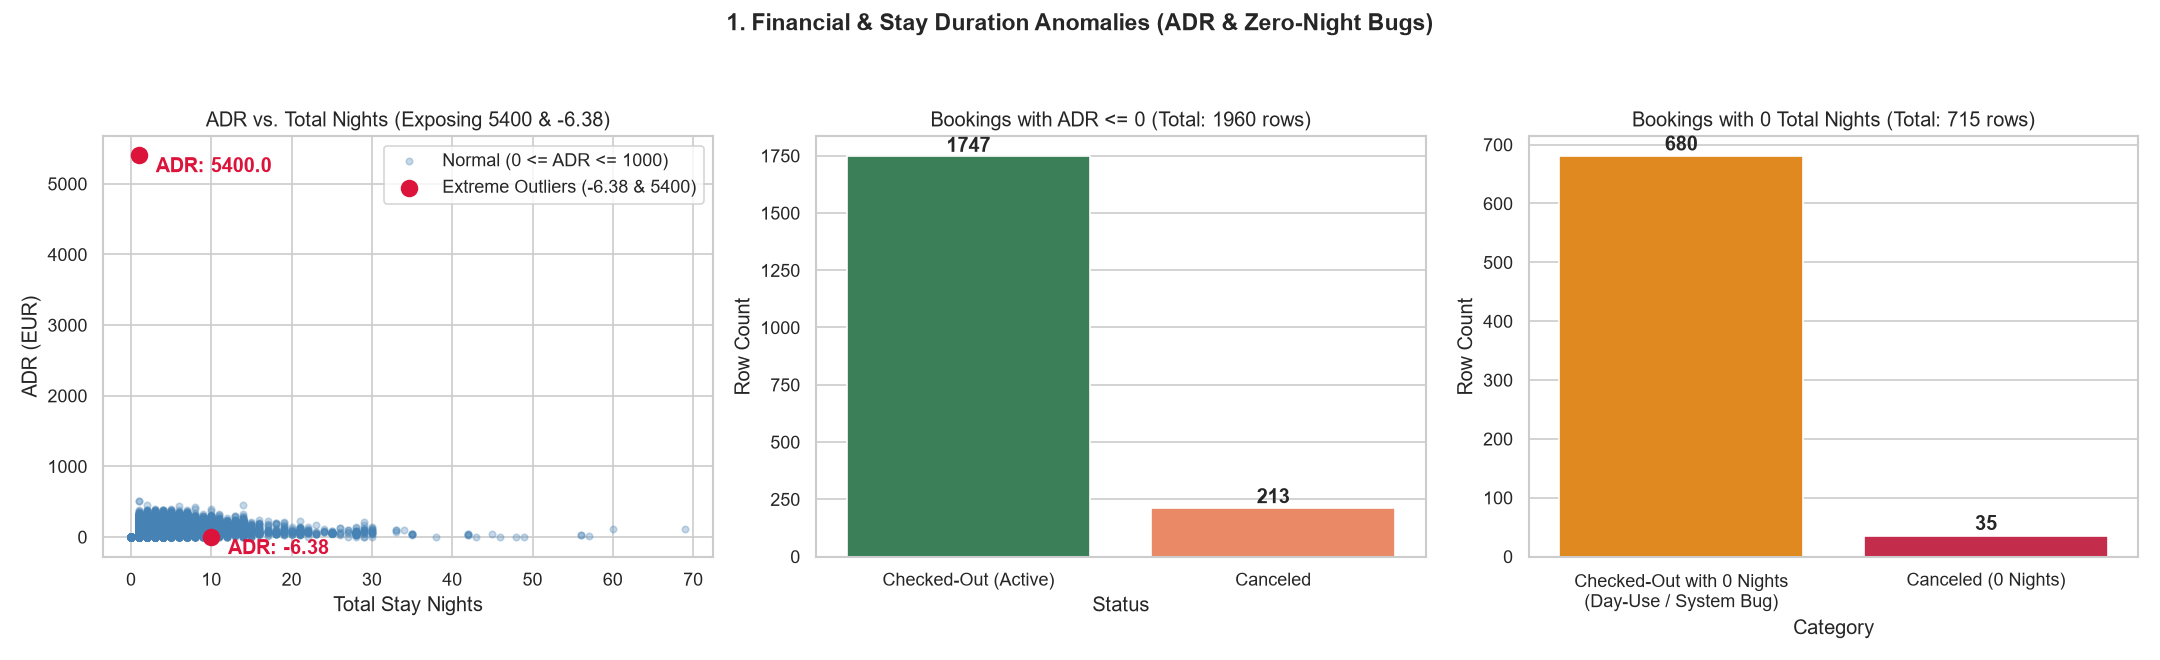 1. Financial & Stay Duration Anomalies (ADR & Zero-Night Bugs)
ADR vs. Total Nights (Exposing 5400 & -6.38)
ADR (EUR)
5000
4000
3000
2000
1000
0
ADR: 5400.0
Normal (0 <= ADR <= 1000)
Extreme Outliers (-6.38 & 5400)
ADR: -6.38
0 10 20 30 40 50 60 70
Total Stay Nights
Bookings with ADR <= 0 (Total: 1960 rows)
Row Count
1750
1500
1250
1000
750
500
250
0
1747
213
Checked-Out (Active) Canceled
Status
Bookings with 0 Total Nights (Total: 715 rows)
Row Count
700
600
500
400
300
200
100
0
680
35
Checked-Out with 0 Nights
(Day-Use / System Bug)
Canceled (0 Nights)
Category